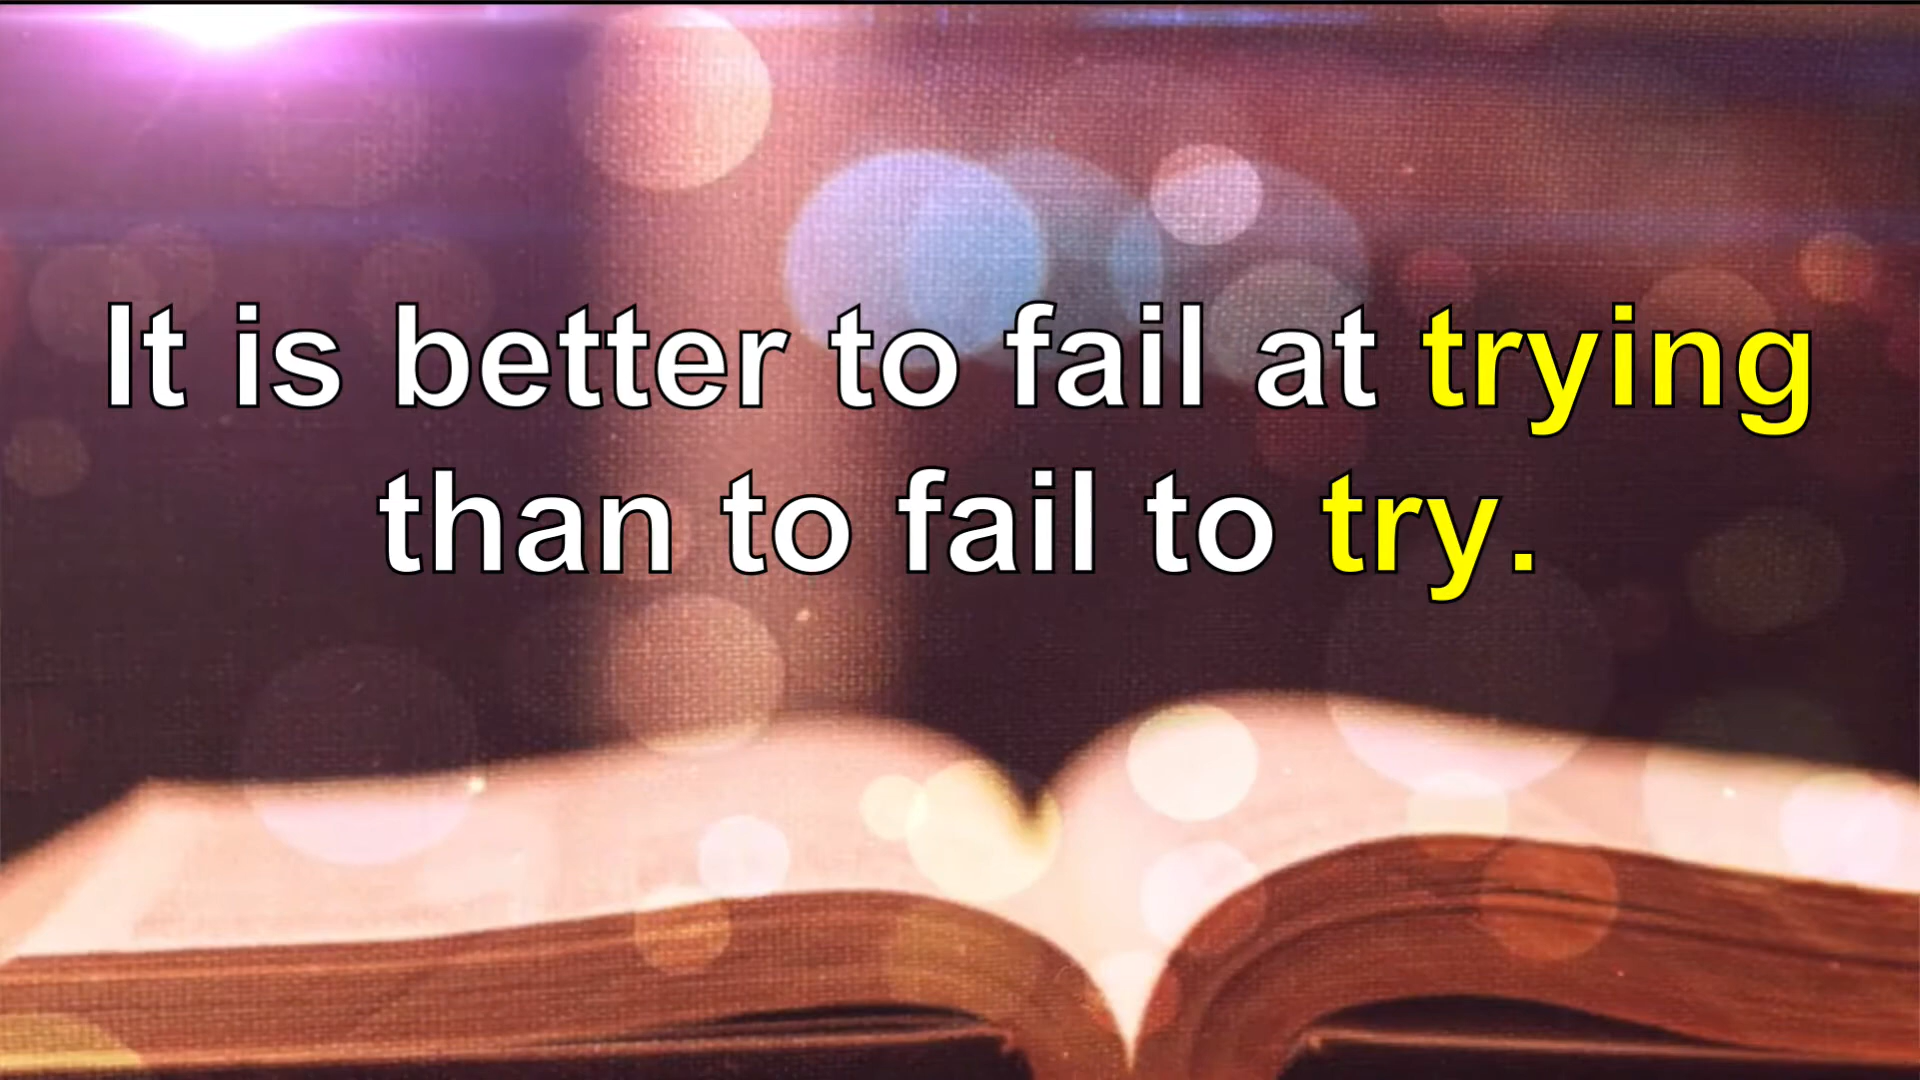 It is better to fail at trying
than to fail to try.